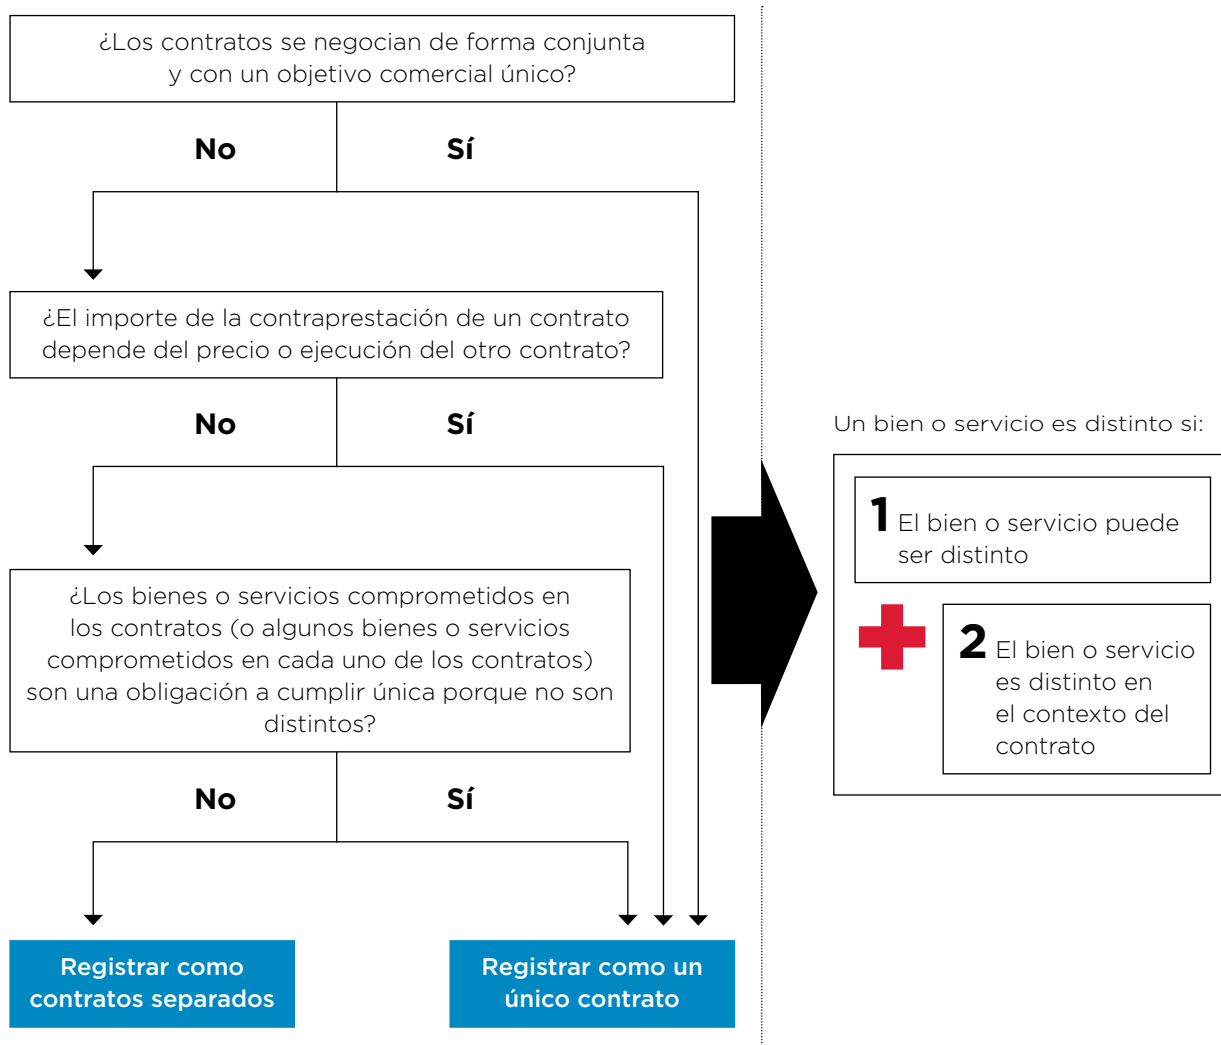 ¿Los contratos se negocian de forma conjunta
y con un objetivo comercial único?
No
Sí
¿El importe de la contraprestación de un contrato
depende del precio o ejecución del otro contrato?
No
Sí
¿Los bienes o servicios comprometidos en
los contratos (o algunos bienes o servicios
comprometidos en cada uno de los contratos)
son una obligación a cumplir única porque no son
distintos?
No
Sí
Registrar como
contratos separados
Registrar como un
único contrato
Un bien o servicio es distinto si:
1 El bien o servicio puede
ser distinto
2 El bien o servicio
es distinto en
el contexto del
contrato